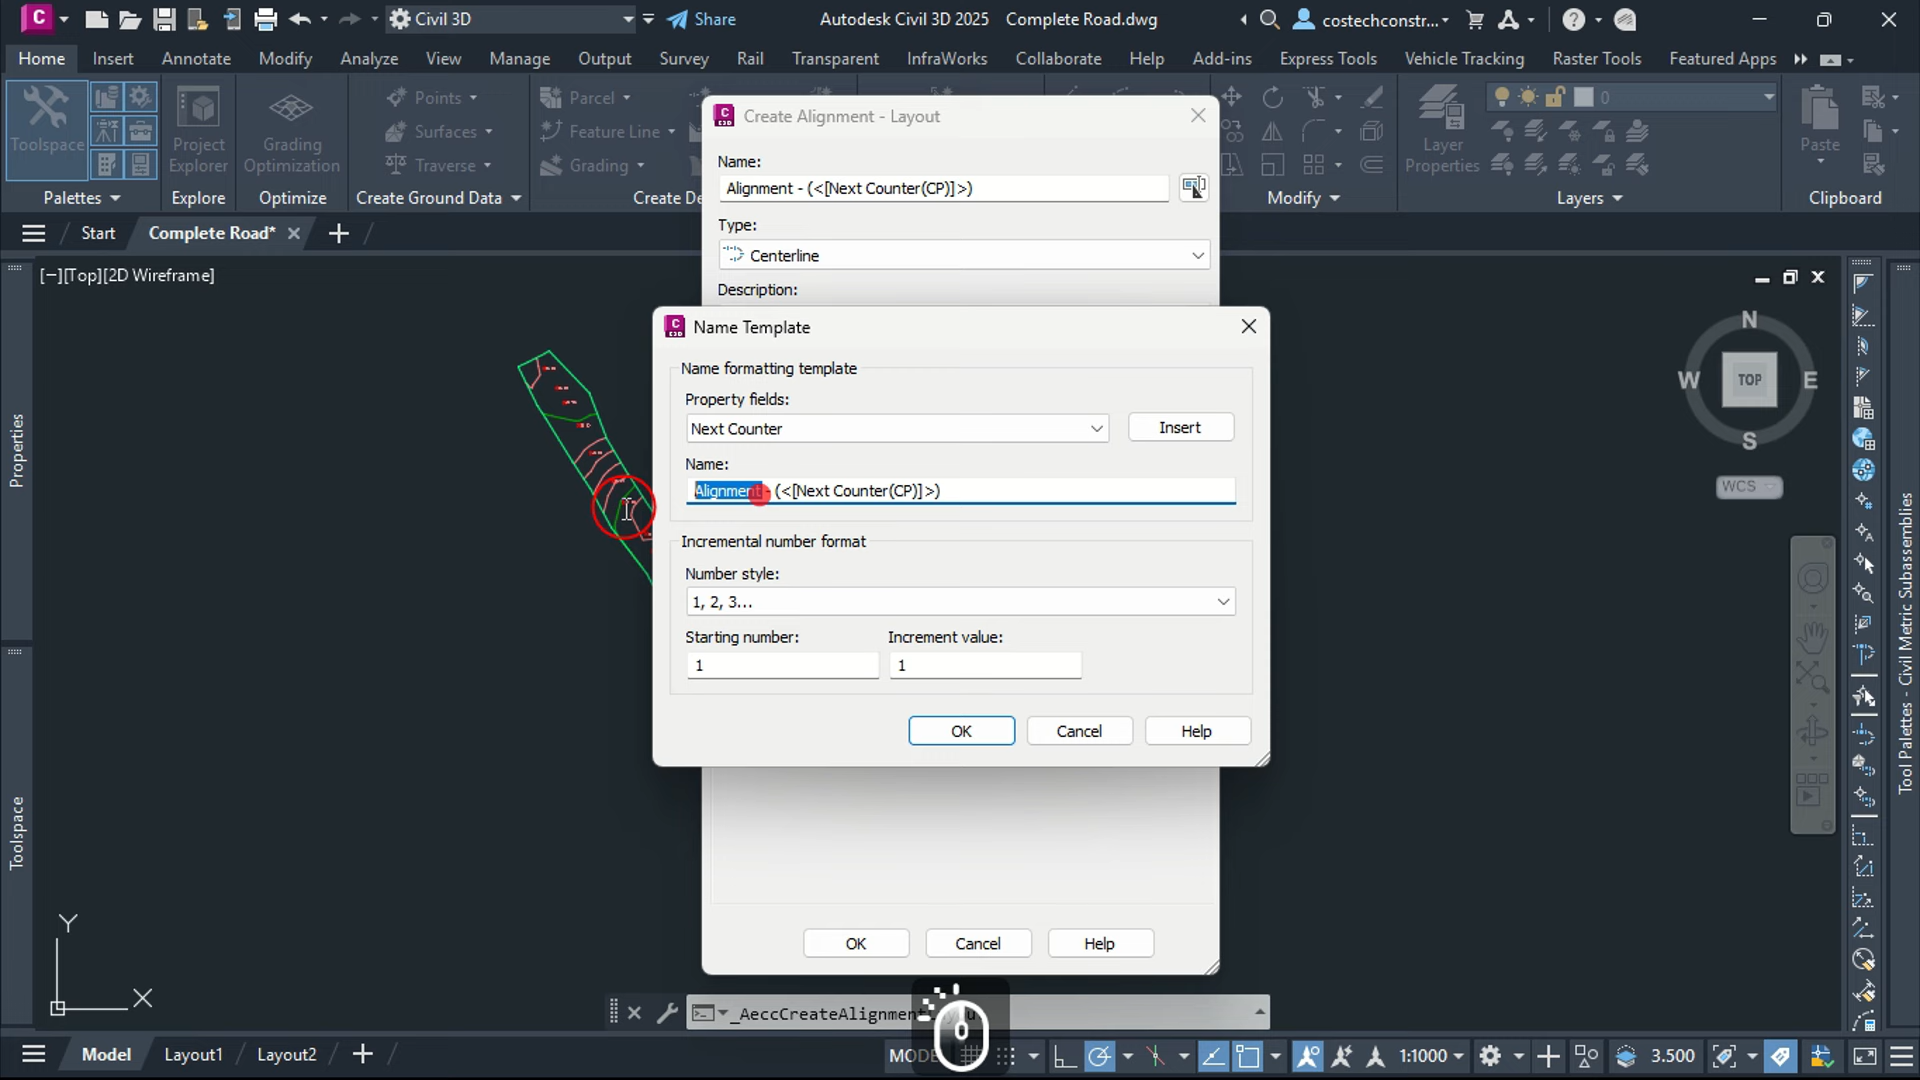 Civil 3D
Share
Autodesk Civil 3D 2025 Complete Road.dwg
costechconstr...
Home Insert Annotate Modify Analyze View Manage Output Survey Rail Transparent InfraWorks Collaborate Help Add-ins Express Tools Vehicle Tracking Raster Tools Featured Apps
Toolspace
Project Explorer
Grading Optimization
Points
Surfaces
Traverse
Parcel
Feature Line
Grading
Layer Properties
0
Paste
Palettes
Explore
Optimize
Create Ground Data
Create De
Modify
Layers
Clipboard
Start
Complete Road*
[−][Top][2D Wireframe]
Properties
Toolspace
Create Alignment - Layout
Name:
Alignment - (<[Next Counter(CP)]>)
Type:
Centerline
Description:
Name Template
Name formatting template
Property fields:
Next Counter
Insert
Name:
Alignment - (<[Next Counter(CP)]>)
Incremental number format
Number style:
1, 2, 3...
Starting number:
Increment value:
1
1
OK
Cancel
Help
OK
Cancel
Help
N
W
TOP
E
S
WCS
Tool Palettes - Civil Metric Subassemblies
Y
X
_AeccCreateAlignment
Model
Layout1
Layout2
MODE
1:1000
3.500